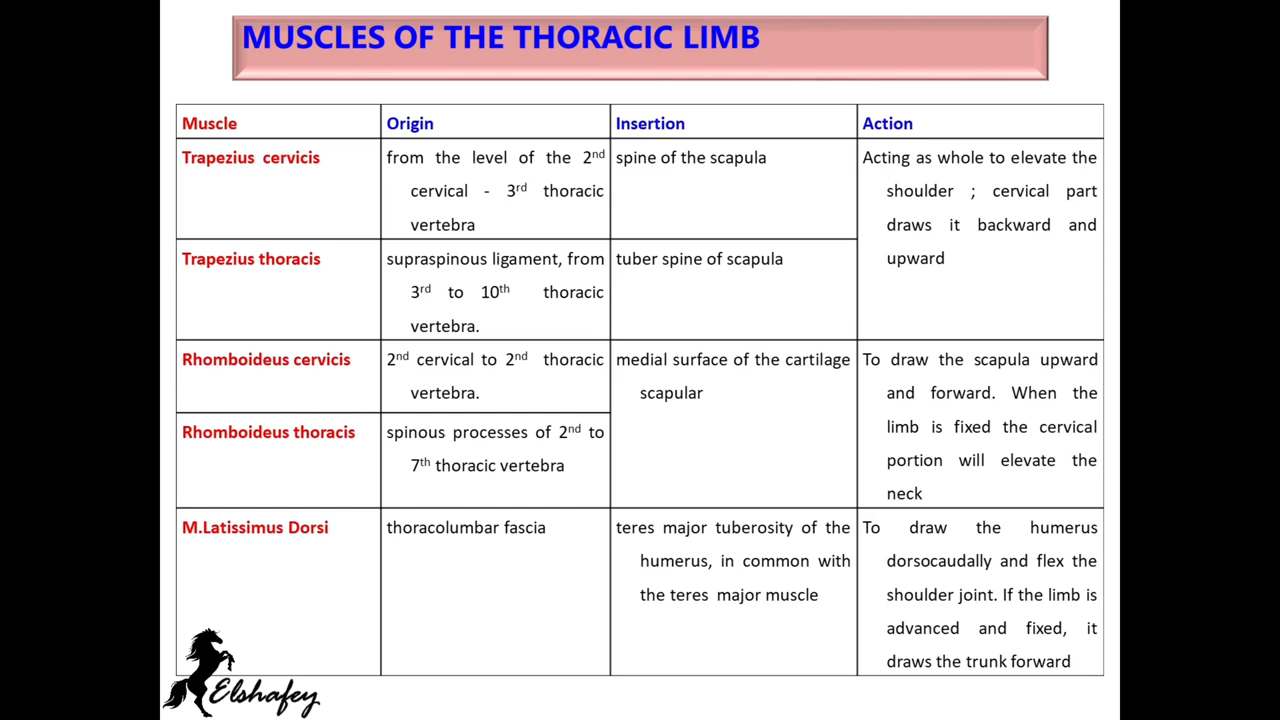 MUSCLES OF THE THORACIC LIMB
Muscle Origin Insertion Action
Trapezius cervicis
from the level of the 2nd
cervical - 3rd thoracic
vertebra
spine of the scapula
Acting as whole to elevate the
shoulder ; cervical part
draws it backward and
upward
Trapezius thoracis
supraspinous ligament, from
3rd to 10th thoracic
vertebra.
tuber spine of scapula
Rhomboideus cervicis
2nd cervical to 2nd thoracic
vertebra.
medial surface of the cartilage
scapular
To draw the scapula upward
and forward. When the
limb is fixed the cervical
portion will elevate the
neck
Rhomboideus thoracis
spinous processes of 2nd to
7th thoracic vertebra
M.Latissimus Dorsi
thoracolumbar fascia
teres major tuberosity of the
humerus, in common with
the teres major muscle
To draw the humerus
dorsocaudally and flex the
shoulder joint. If the limb is
advanced and fixed, it
draws the trunk forward
Elshafey